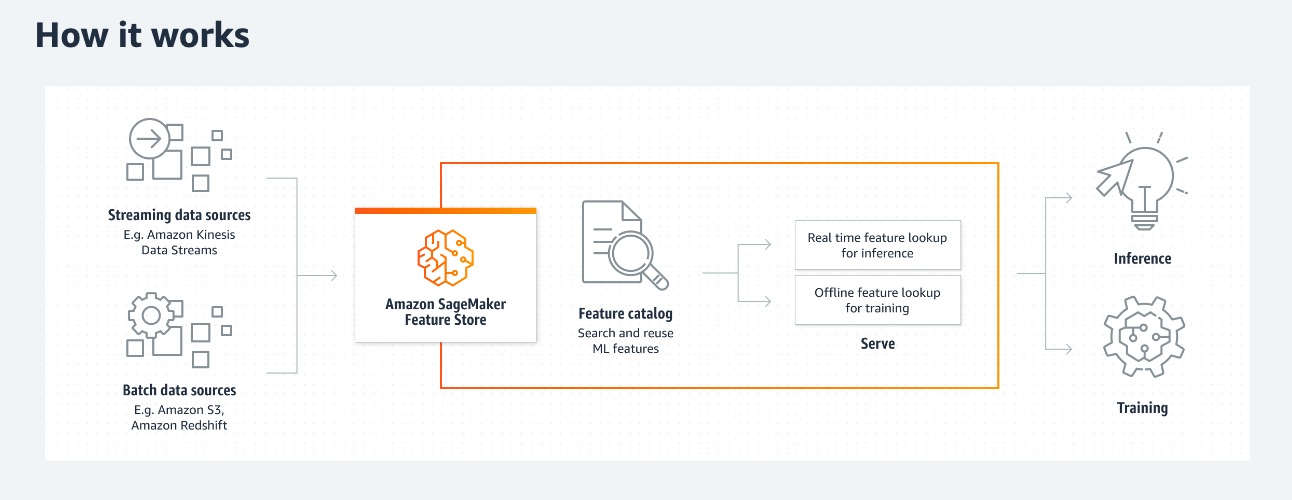 How it works
Streaming data sources
E.g. Amazon Kinesis
Data Streams
Batch data sources
E.g. Amazon S3,
Amazon Redshift
Amazon SageMaker
Feature Store
Feature catalog
Search and reuse
ML features
Real time feature lookup
for inference
Offline feature lookup
for training
Serve
Inference
Training